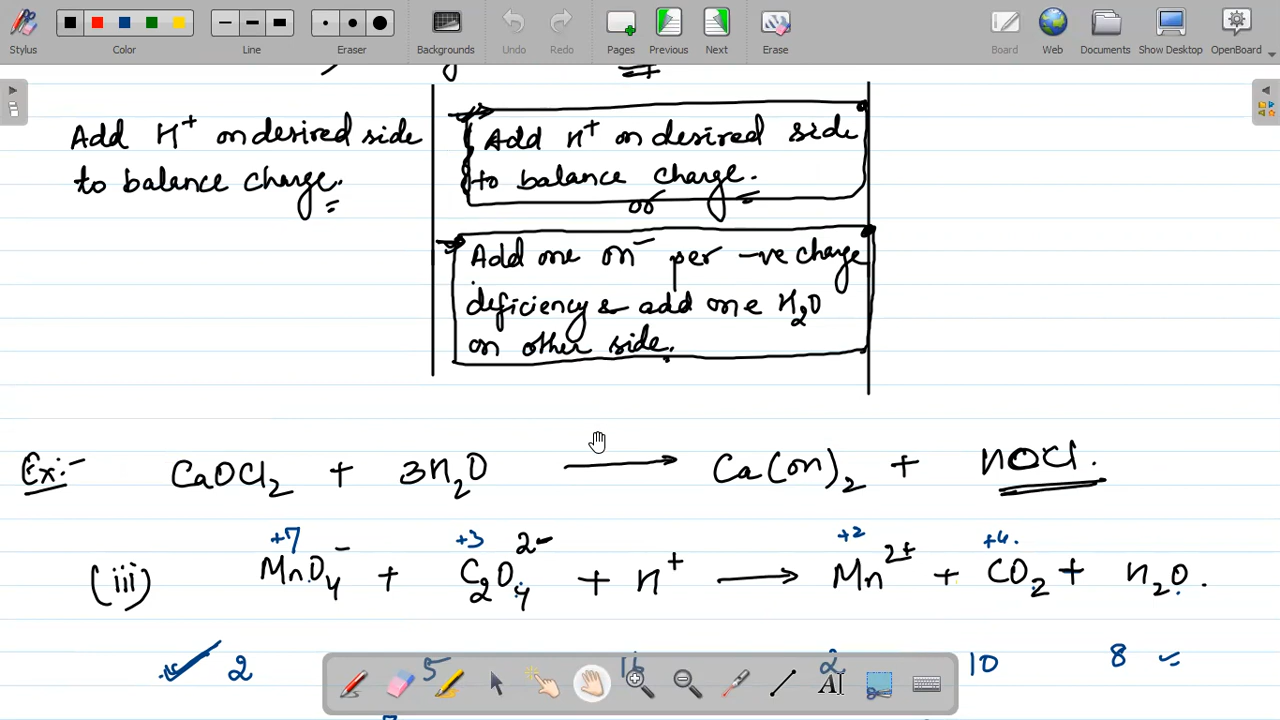 Stylus Color Line Eraser Backgrounds Undo Redo Pages Previous Next Erase Board Web Documents Show Desktop OpenBoard
Add H⁺ on desired side
to balance charge.
Add H⁺ on desired side
to balance charge.
or
Add one OH⁻ per -ve charge
deficiency & add one H₂O
on other side.
Ex:- CaOCl₂ + 3H₂O ⟶ Ca(OH)₂ + HOCl.
+7 +3 +2 +4.
(iii) MnO₄⁻ + C₂O₄²⁻ + H⁺ ⟶ Mn²⁺ + CO₂ + H₂O.
2 5 16 2 10 8